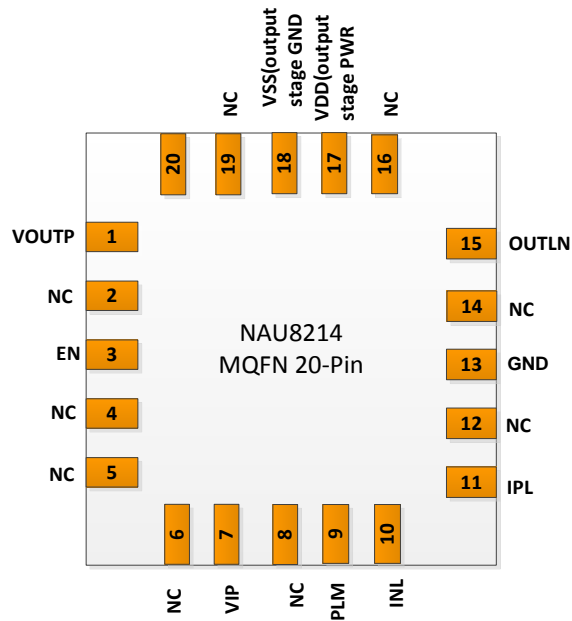 VSS(output
stage GND
VDD(output
stage PWR
NC
NC
20
19
18
17
16
VOUTP
1
NC
2
EN
3
NC
4
NC
5
NAU8214
MQFN 20-Pin
15
OUTLN
14
NC
13
GND
12
NC
11
IPL
6
7
8
9
10
NC
VIP
NC
PLM
INL